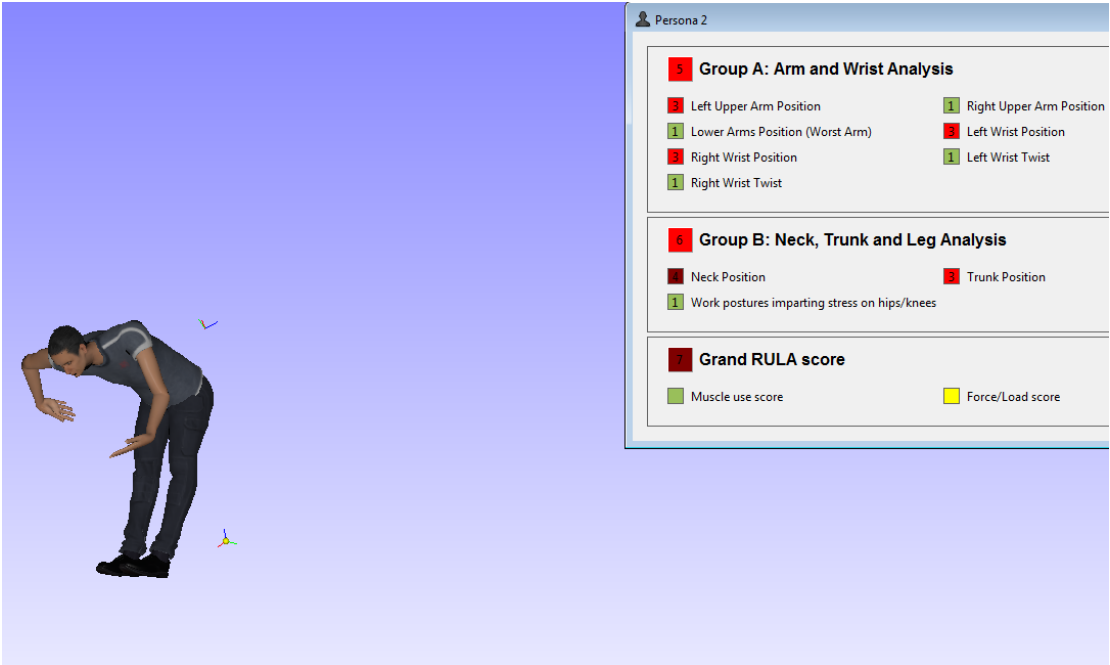 Persona 2
5 Group A: Arm and Wrist Analysis
3 Left Upper Arm Position 1 Right Upper Arm Position
1 Lower Arms Position (Worst Arm) 3 Left Wrist Position
3 Right Wrist Position 1 Left Wrist Twist
1 Right Wrist Twist
6 Group B: Neck, Trunk and Leg Analysis
4 Neck Position 3 Trunk Position
1 Work postures imparting stress on hips/knees
7 Grand RULA score
Muscle use score Force/Load score